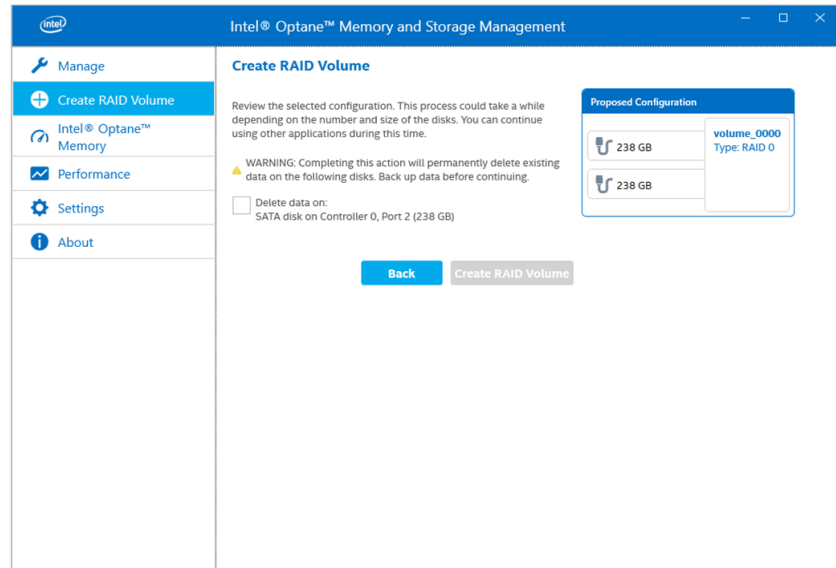 intel
Intel® Optane™ Memory and Storage Management
Manage
Create RAID Volume
Intel® Optane™
Memory
Performance
Settings
About
Create RAID Volume
Review the selected configuration. This process could take a while
depending on the number and size of the disks. You can continue
using other applications during this time.
WARNING: Completing this action will permanently delete existing
data on the following disks. Back up data before continuing.
Delete data on:
SATA disk on Controller 0, Port 2 (238 GB)
Back
Create RAID Volume
Proposed Configuration
238 GB
238 GB
volume_0000
Type: RAID 0